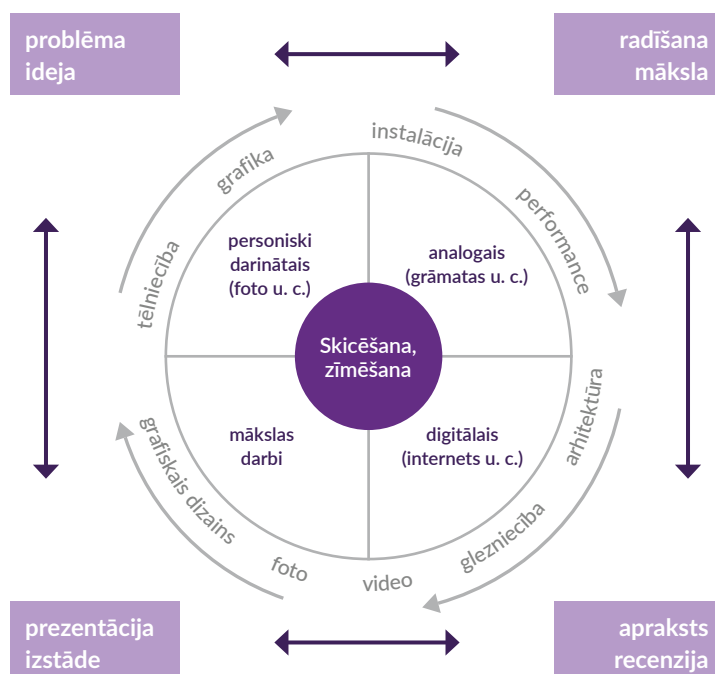 problēma
ideja
radīšana
māksla
instalācija
grafika
performance
tēlniecība
personiski
darinātais
(foto u. c.)
analogais
(grāmatas u. c.)
Skicēšana,
zīmēšana
arhitektūra
mākslas
darbi
digitālais
(internets u. c.)
grafiskais dizains
glezniecība
foto
video
prezentācija
izstāde
apraksts
recenzija